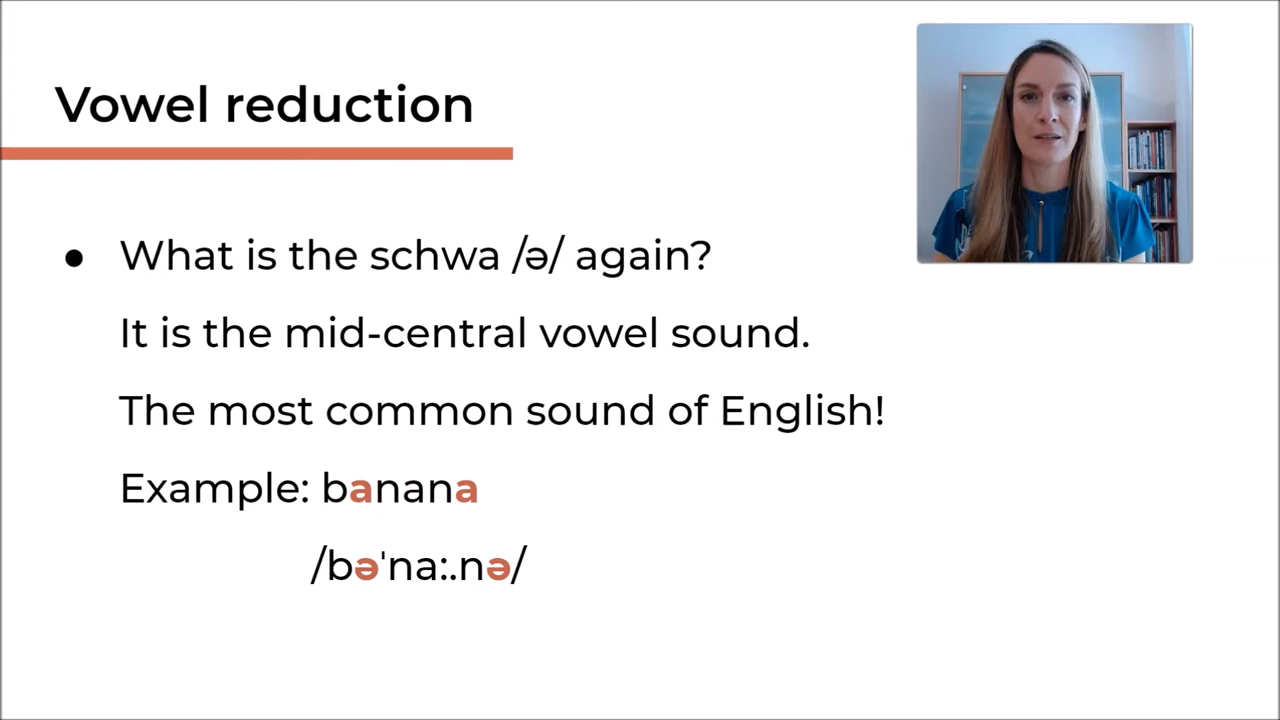 Vowel reduction
● What is the schwa /ə/ again?
It is the mid-central vowel sound.
The most common sound of English!
Example: banana
/bəˈna:.nə/